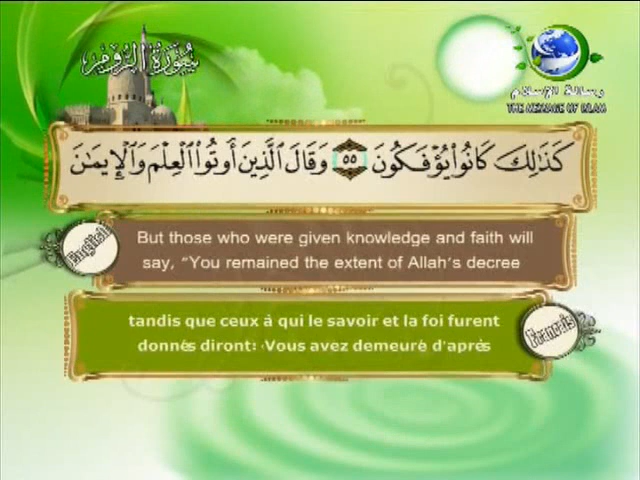 سورة الروم
رسالة الإسلام
THE MESSAGE OF ISLAM
كَذَٰلِكَ كَانُوا۟ يُؤْفَكُونَ ٥٥ وَقَالَ ٱلَّذِينَ أُوتُوا۟ ٱلْعِلْمَ وَٱلْإِيمَـٰنَ
English
But those who were given knowledge and faith will
say, "You remained the extent of Allah's decree
tandis que ceux à qui le savoir et la foi furent
donnés diront: «Vous avez demeuré d'après
Francais